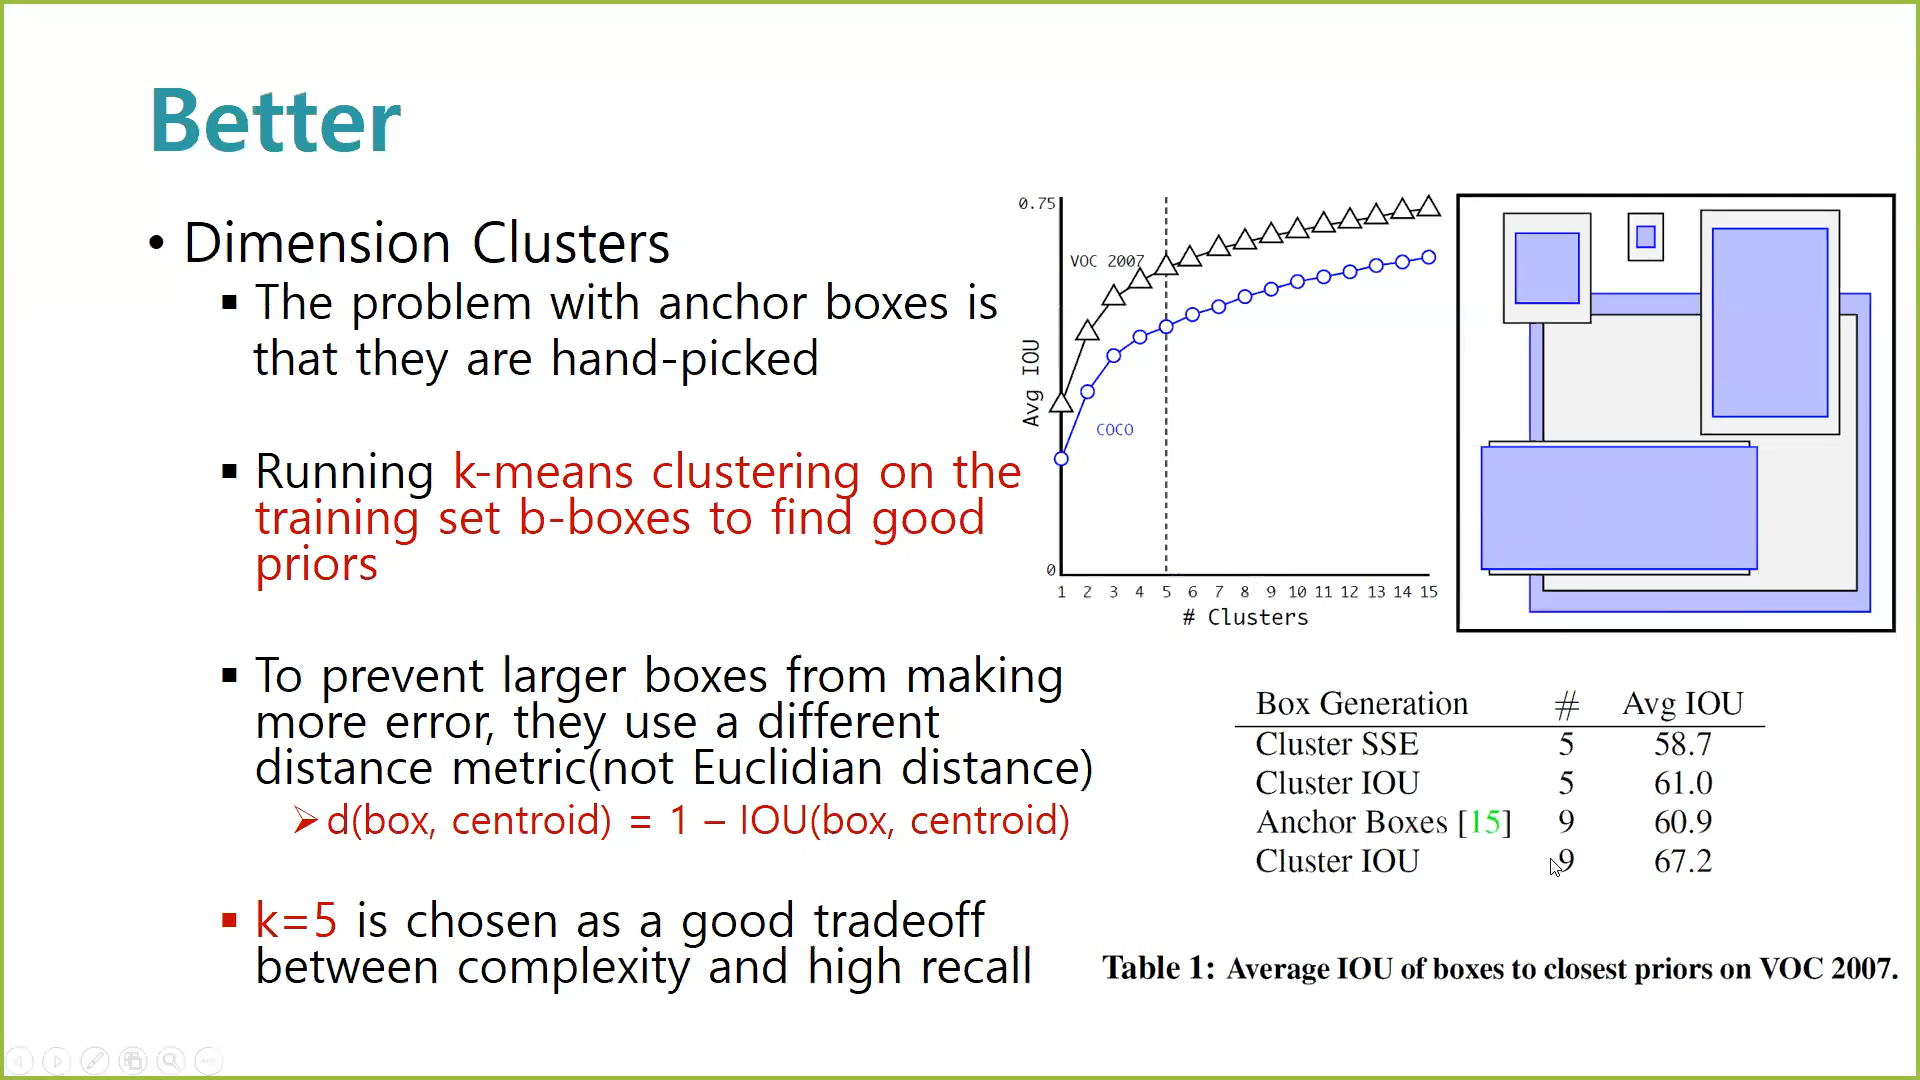 Better
• Dimension Clusters
▪ The problem with anchor boxes is
that they are hand-picked
▪ Running k-means clustering on the
training set b-boxes to find good
priors
▪ To prevent larger boxes from making
more error, they use a different
distance metric(not Euclidian distance)
➢ d(box, centroid) = 1 – IOU(box, centroid)
▪ k=5 is chosen as a good tradeoff
between complexity and high recall
0.75
VOC 2007
Avg IOU
COCO
0
1 2 3 4 5 6 7 8 9 10 11 12 13 14 15
# Clusters
Box Generation # Avg IOU
Cluster SSE 5 58.7
Cluster IOU 5 61.0
Anchor Boxes [15] 9 60.9
Cluster IOU 9 67.2
Table 1: Average IOU of boxes to closest priors on VOC 2007.